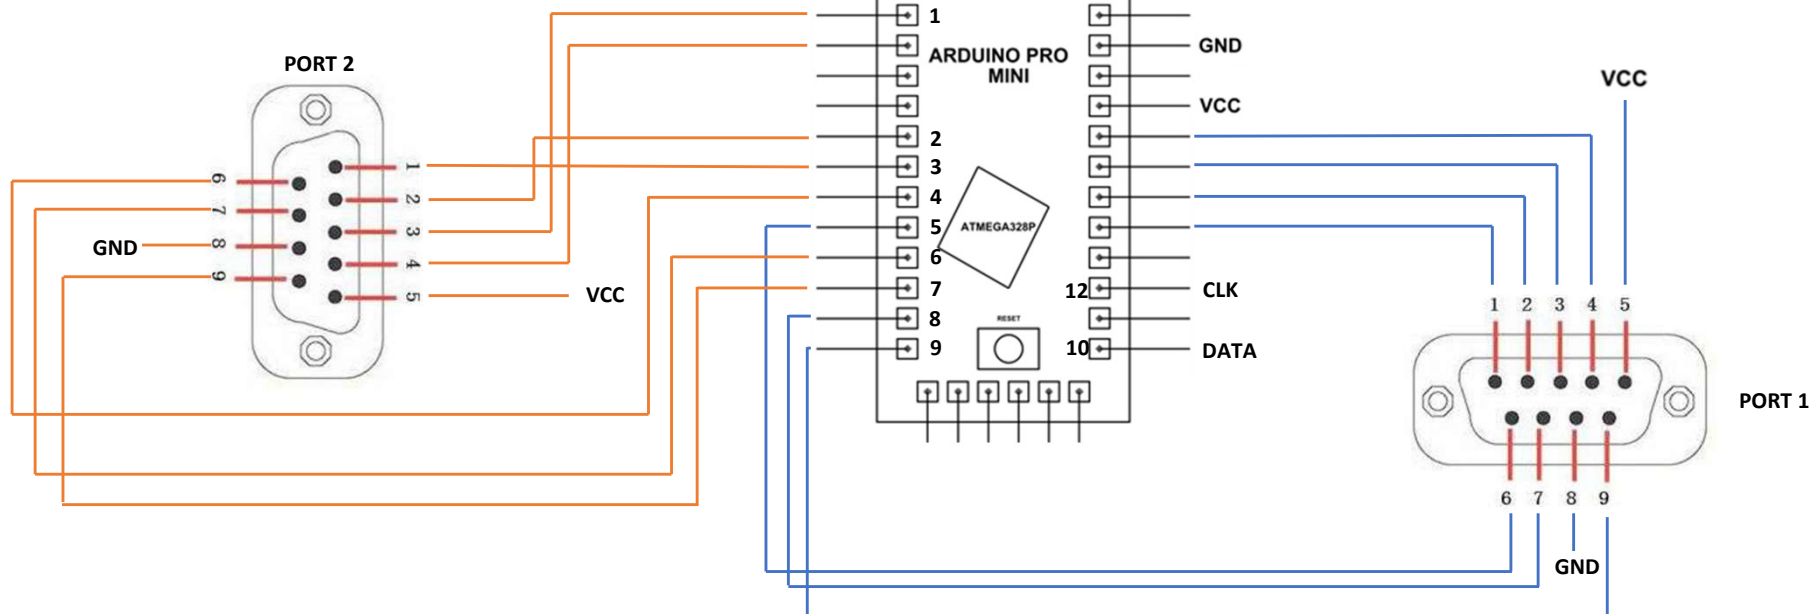 1
ARDUINO PRO
MINI
GND
PORT 2
VCC
VCC
2
3
4
5
6
7
8
9
ATMEGA328P
RESET
12
CLK
10
DATA
6
7
GND
8
9
1
2
3
4
5
VCC
1 2 3 4 5
PORT 1
6 7 8 9
GND